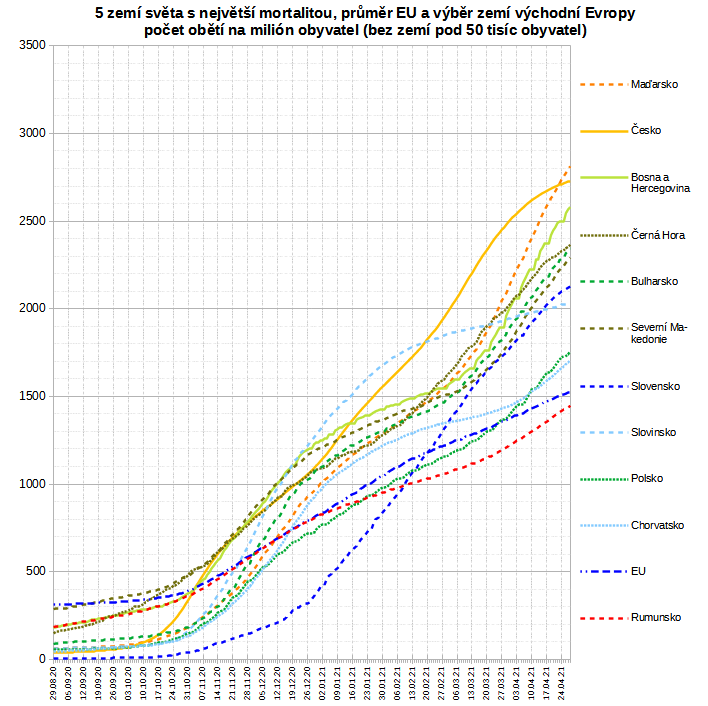 5 zemí světa s největší mortalitou, průměr EU a výběr zemí východní Evropy
počet obětí na milión obyvatel (bez zemí pod 50 tisíc obyvatel)
3500
3000
2500
2000
1500
1000
500
0
Maďarsko
Česko
Bosna a
Hercegovina
Černá Hora
Bulharsko
Severní Ma-
kedonie
Slovensko
Slovinsko
Polsko
Chorvatsko
EU
Rumunsko
29.08.20
05.09.20
12.09.20
19.09.20
26.09.20
03.10.20
10.10.20
17.10.20
24.10.20
31.10.20
07.11.20
14.11.20
21.11.20
28.11.20
05.12.20
12.12.20
19.12.20
26.12.20
02.01.21
09.01.21
16.01.21
23.01.21
30.01.21
06.02.21
13.02.21
20.02.21
27.02.21
06.03.21
13.03.21
20.03.21
27.03.21
03.04.21
10.04.21
17.04.21
24.04.21